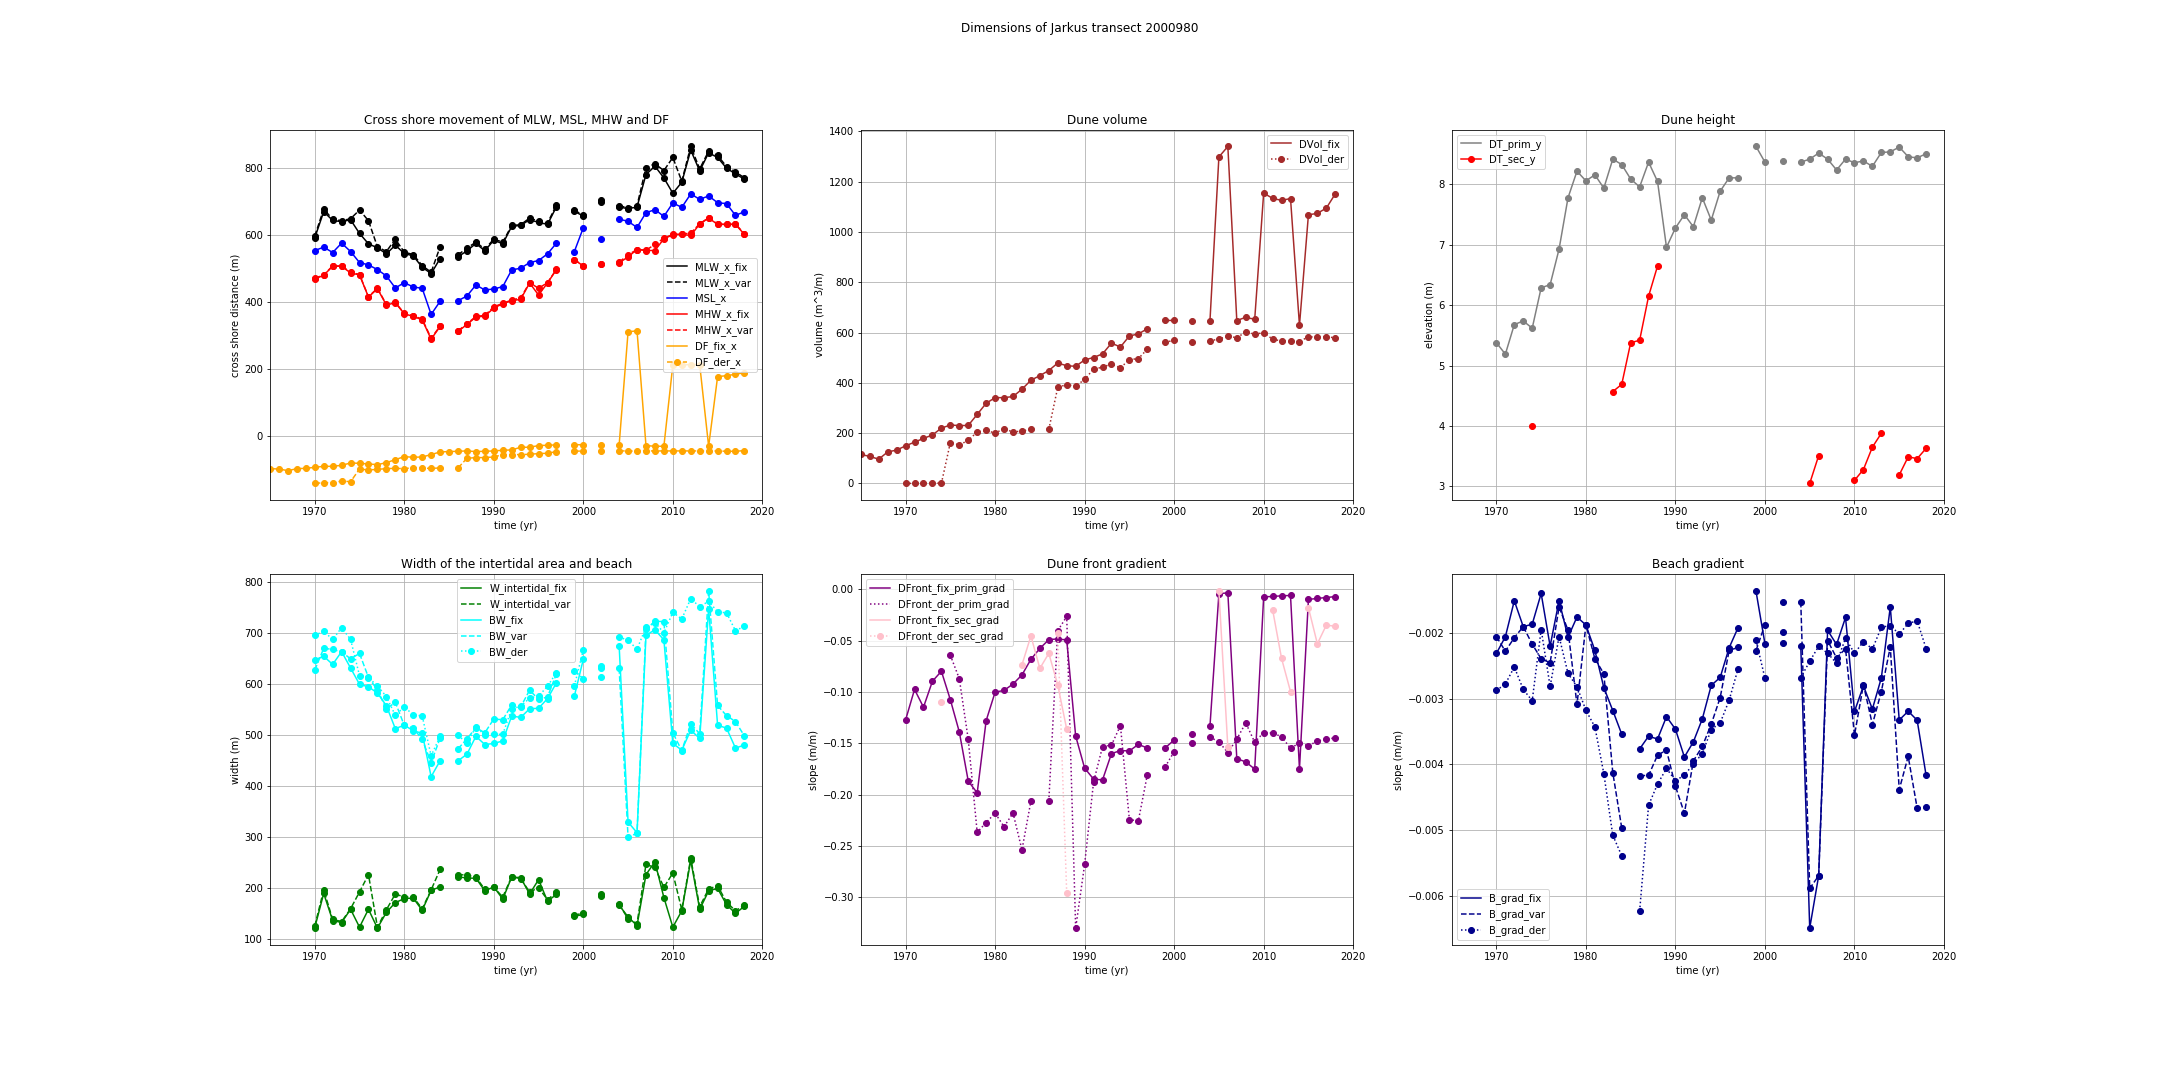 Dimensions of Jarkus transect 2000980
Cross shore movement of MLW, MSL, MHW and DF
cross shore distance (m)
800
600
400
200
0
MLW_x_fix
MLW_x_var
MSL_x
MHW_x_fix
MHW_x_var
DF_fix_x
DF_der_x
1970 1980 1990 2000 2010 2020
time (yr)
Dune volume
volume (m^3/m)
1400
1200
1000
800
600
400
200
0
DVol_fix
DVol_der
1970 1980 1990 2000 2010 2020
time (yr)
Dune height
elevation (m)
8
7
6
5
4
3
DT_prim_y
DT_sec_y
1970 1980 1990 2000 2010 2020
time (yr)
Width of the intertidal area and beach
width (m)
800
700
600
500
400
300
200
100
W_intertidal_fix
W_intertidal_var
BW_fix
BW_var
BW_der
1970 1980 1990 2000 2010 2020
time (yr)
Dune front gradient
slope (m/m)
0.00
−0.05
−0.10
−0.15
−0.20
−0.25
−0.30
DFront_fix_prim_grad
DFront_der_prim_grad
DFront_fix_sec_grad
DFront_der_sec_grad
1970 1980 1990 2000 2010 2020
time (yr)
Beach gradient
slope (m/m)
−0.002
−0.003
−0.004
−0.005
−0.006
B_grad_fix
B_grad_var
B_grad_der
1970 1980 1990 2000 2010 2020
time (yr)